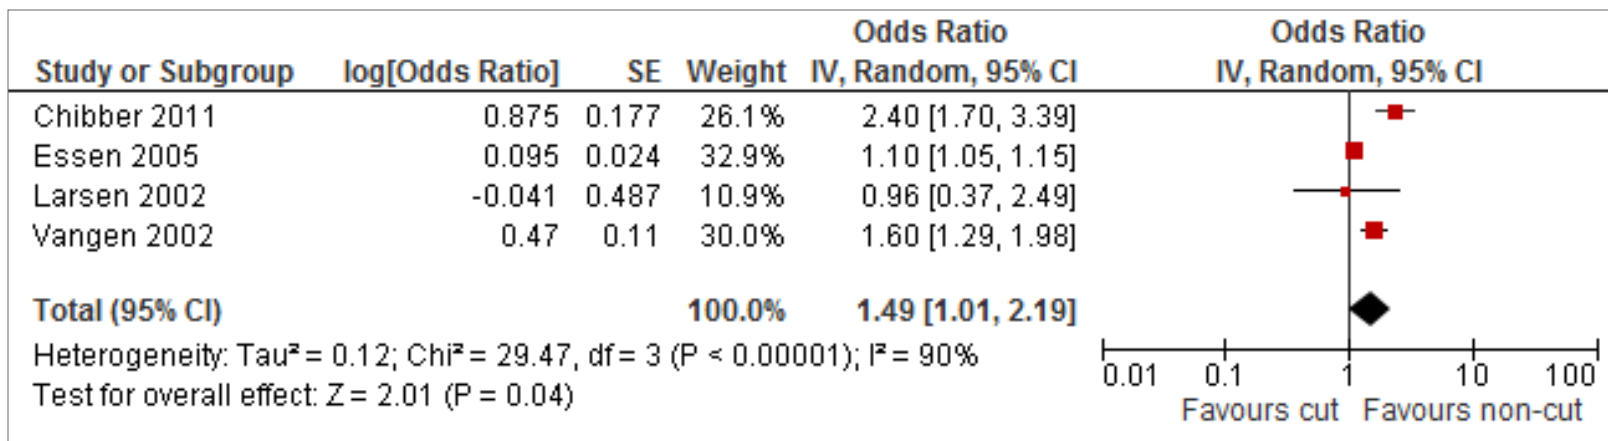 Odds Ratio Odds Ratio
Study or Subgroup log[Odds Ratio] SE Weight IV, Random, 95% CI IV, Random, 95% CI
Chibber 2011 0.875 0.177 26.1% 2.40 [1.70, 3.39]
Essen 2005 0.095 0.024 32.9% 1.10 [1.05, 1.15]
Larsen 2002 -0.041 0.487 10.9% 0.96 [0.37, 2.49]
Vangen 2002 0.47 0.11 30.0% 1.60 [1.29, 1.98]
Total (95% CI) 100.0% 1.49 [1.01, 2.19]
Heterogeneity: Tau² = 0.12; Chi² = 29.47, df = 3 (P < 0.00001); I² = 90%
Test for overall effect: Z = 2.01 (P = 0.04)
0.01 0.1 1 10 100
Favours cut Favours non-cut